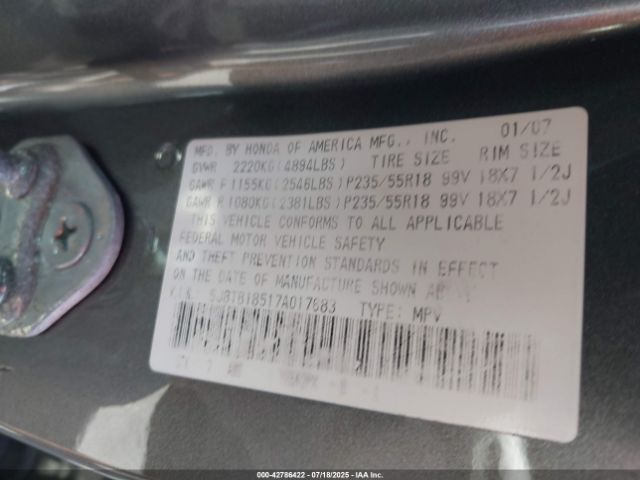 MFD. BY HONDA OF AMERICA MFG., INC. 01/07
GVWR 2220KG(4894LBS) TIRE SIZE RIM SIZE
GAWR F 1155KG(2546LBS) P235/55R18 99V 18X7 1/2J
GAWR R 1080KG(2381LBS) P235/55R18 99V 18X7 1/2J
THIS VEHICLE CONFORMS TO ALL APPLICABLE
FEDERAL MOTOR VEHICLE SAFETY
AND THEFT PREVENTION STANDARDS IN EFFECT
ON THE DATE OF MANUFACTURE SHOWN
V.I.N.: 5J8TB18517A017683 TYPE: MPV
000-42786422 | 07/18/2025 | IAA Inc.